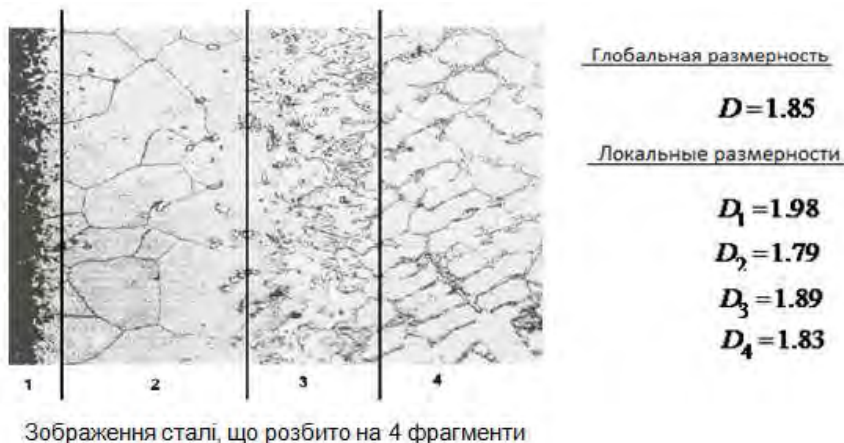 Глобальная размерность
D=1.85
Локальные размерности
D₁=1.98
D₂=1.79
D₃=1.89
D₄=1.83
1 2 3 4
Зображення сталі, що розбито на 4 фрагменти